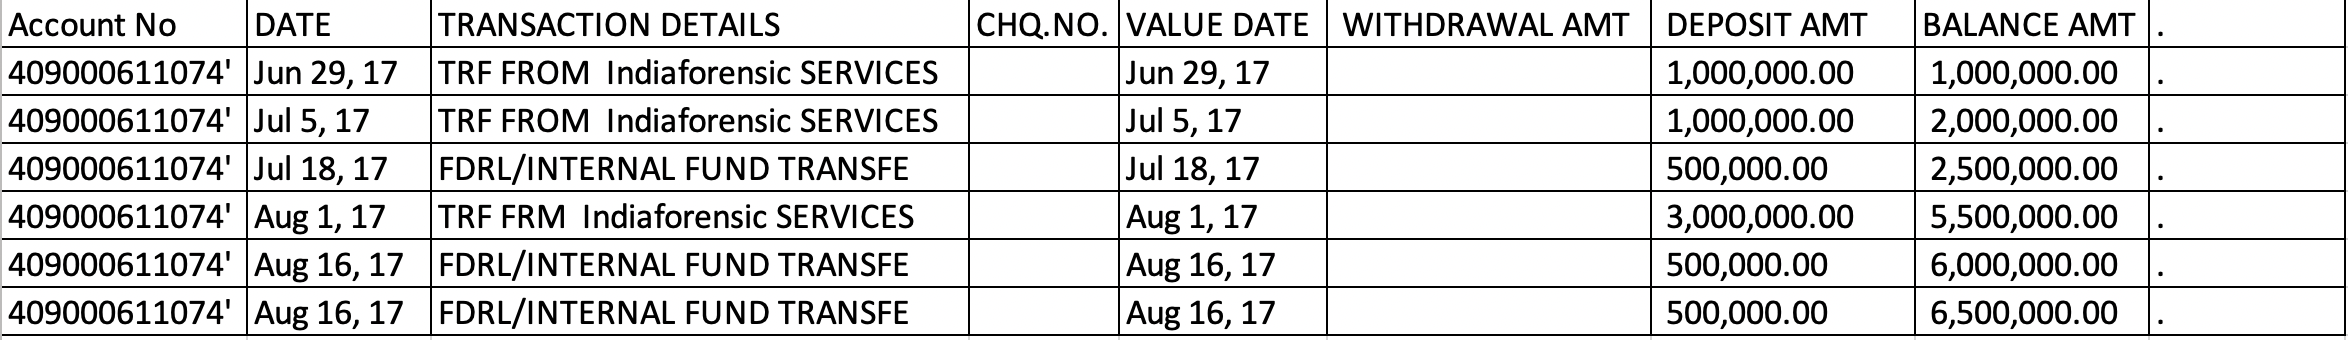 Account No DATE TRANSACTION DETAILS CHQ.NO. VALUE DATE WITHDRAWAL AMT DEPOSIT AMT BALANCE AMT .
409000611074' Jun 29, 17 TRF FROM  Indiaforensic SERVICES Jun 29, 17 1,000,000.00 1,000,000.00 .
409000611074' Jul 5, 17 TRF FROM  Indiaforensic SERVICES Jul 5, 17 1,000,000.00 2,000,000.00 .
409000611074' Jul 18, 17 FDRL/INTERNAL FUND TRANSFE Jul 18, 17 500,000.00 2,500,000.00 .
409000611074' Aug 1, 17 TRF FRM  Indiaforensic SERVICES Aug 1, 17 3,000,000.00 5,500,000.00 .
409000611074' Aug 16, 17 FDRL/INTERNAL FUND TRANSFE Aug 16, 17 500,000.00 6,000,000.00 .
409000611074' Aug 16, 17 FDRL/INTERNAL FUND TRANSFE Aug 16, 17 500,000.00 6,500,000.00 .